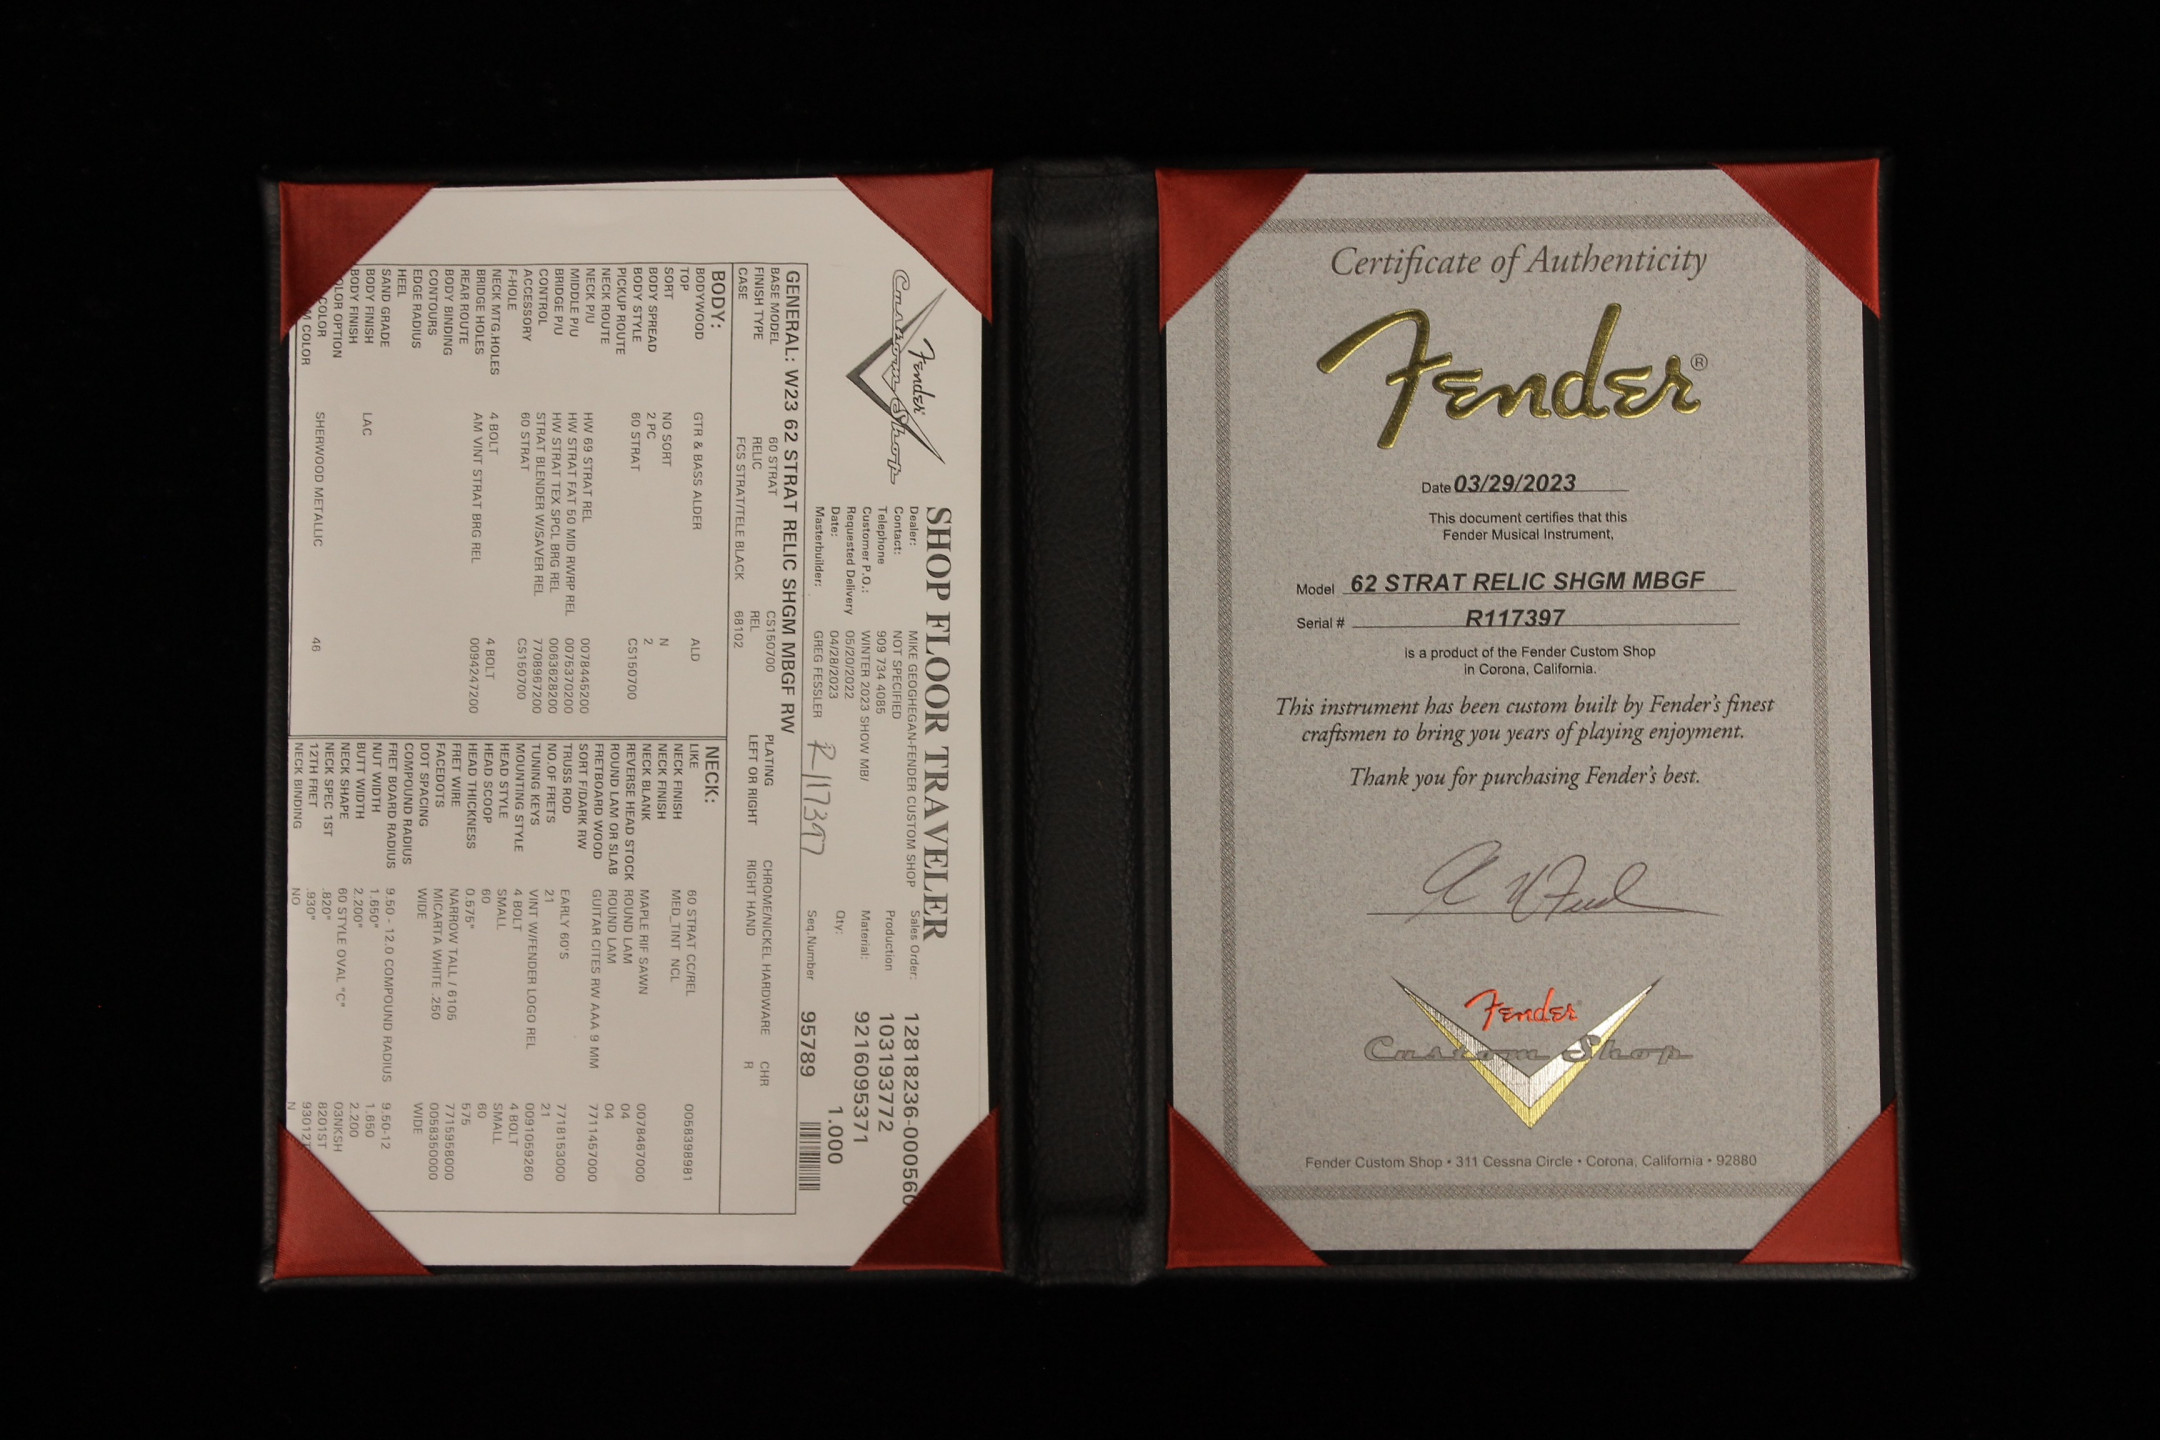 Fender
Custom Shop
SHOP FLOOR TRAVELER
Dealer: MIKE GEOGHEGAN-FENDER CUSTOM SHOP Sales Order: 12818236-000560
Contact: NOT SPECIFIED Production 103193772
Telephone 909 734 4085
Customer P.O.: WINTER 2023 SHOW MB/ Material: 9216095371
Requested Delivery 05/20/2022
Date: 04/28/2023 Qty: 1.000
Masterbuilder: GREG FESSLER R117397 Seq.Number 95789
GENERAL: W23 62 STRAT RELIC SHGM MBGF RW
BASE MODEL 60 STRAT CS150700 PLATING CHROME/NICKEL HARDWARE CHR
FINISH TYPE RELIC REL LEFT OR RIGHT RIGHT HAND R
CASE FCS STRAT/TELE BLACK 68102
BODY:
BODYWOOD GTR & BASS ALDER ALD
TOP
SORT NO SORT N
BODY SPREAD 2 PC 2
BODY STYLE 60 STRAT CS150700
PICKUP ROUTE
NECK ROUTE
NECK P/U HW 69 STRAT REL 0078445200
MIDDLE P/U HW STRAT FAT 50 MID RWRP REL 0075370200
BRIDGE P/U HW STRAT TEX SPCL BRG REL 0063628200
CONTROL STRAT BLENDER W/SAVER REL 7708967200
ACCESSORY 60 STRAT CS150700
F-HOLE
NECK MTG.HOLES 4 BOLT 4 BOLT
BRIDGE HOLES AM VINT STRAT BRG REL 0094247200
REAR ROUTE
BODY BINDING
CONTOURS
EDGE RADIUS
HEEL
SAND GRADE
BODY FINISH LAC
BODY FINISH
LOR OPTION
COLOR SHERWOOD METALLIC 46
M COLOR
NECK:
LIKE 60 STRAT CC/REL 0058398981
NECK FINISH MED_TINT NCL
NECK FINISH
NECK BLANK MAPLE RIF SAWN 0078467000
REVERSE HEAD STOCK ROUND LAM 04
ROUND LAM OR SLAB ROUND LAM 04
FRETBOARD WOOD GUITAR CITES RW AAA 9 MM 7711457000
SORT F/DARK RW
TRUSS ROD EARLY 60'S 7718153000
NO.OF FRETS 21 21
TUNING KEYS VINT W/FENDER LOGO REL 0091059260
MOUNTING STYLE 4 BOLT 4 BOLT
HEAD STYLE SMALL SMALL
HEAD SCOOP 60 60
HEAD THICKNESS 0.575" 575
FRET WIRE NARROW TALL / 6105 7715958000
FACEDOTS MICARTA WHITE .250 0058350000
DOT SPACING WIDE WIDE
COMPOUND RADIUS
FRET BOARD RADIUS 9.50 - 12.0 COMPOUND RADIUS 9.50-12
NUT WIDTH 1.650" 1.650
BUTT WIDTH 2.200" 2.200
NECK SHAPE 60 STYLE OVAL "C" 03NKSH
NECK SPEC 1ST .820" 8201ST
12TH FRET .930" 93012T
NECK BINDING NO N
Certificate of Authenticity
Fender®
Date 03/29/2023
This document certifies that this
Fender Musical Instrument,
Model 62 STRAT RELIC SHGM MBGF
Serial # R117397
is a product of the Fender Custom Shop
in Corona, California.
This instrument has been custom built by Fender's finest
craftsmen to bring you years of playing enjoyment.
Thank you for purchasing Fender's best.
Fender
Custom Shop
Fender Custom Shop • 311 Cessna Circle • Corona, California • 92880